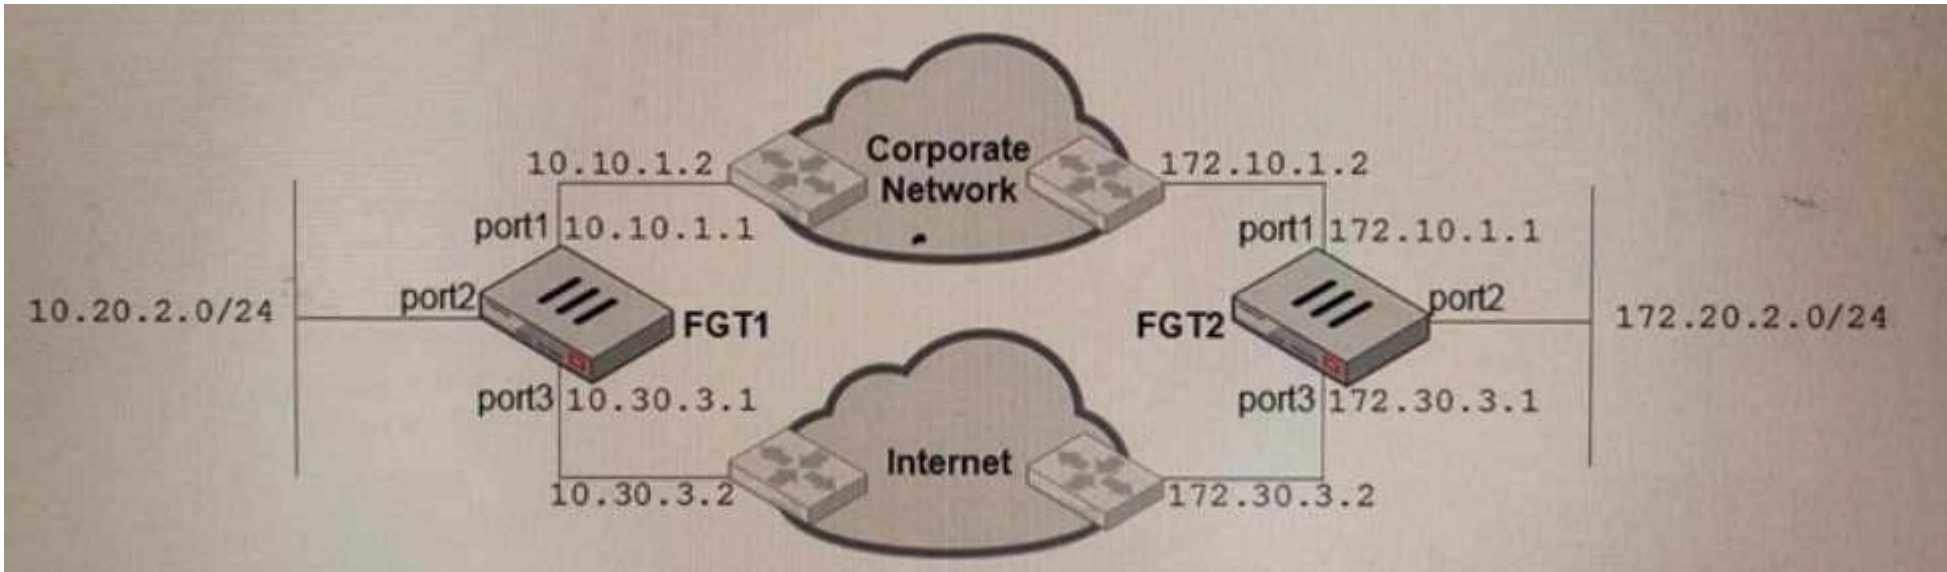 Corporate
Network
10.10.1.2
172.10.1.2
port1 10.10.1.1
port1 172.10.1.1
port2
port2
10.20.2.0/24
FGT1
FGT2
172.20.2.0/24
port3 10.30.3.1
port3 172.30.3.1
Internet
10.30.3.2
172.30.3.2